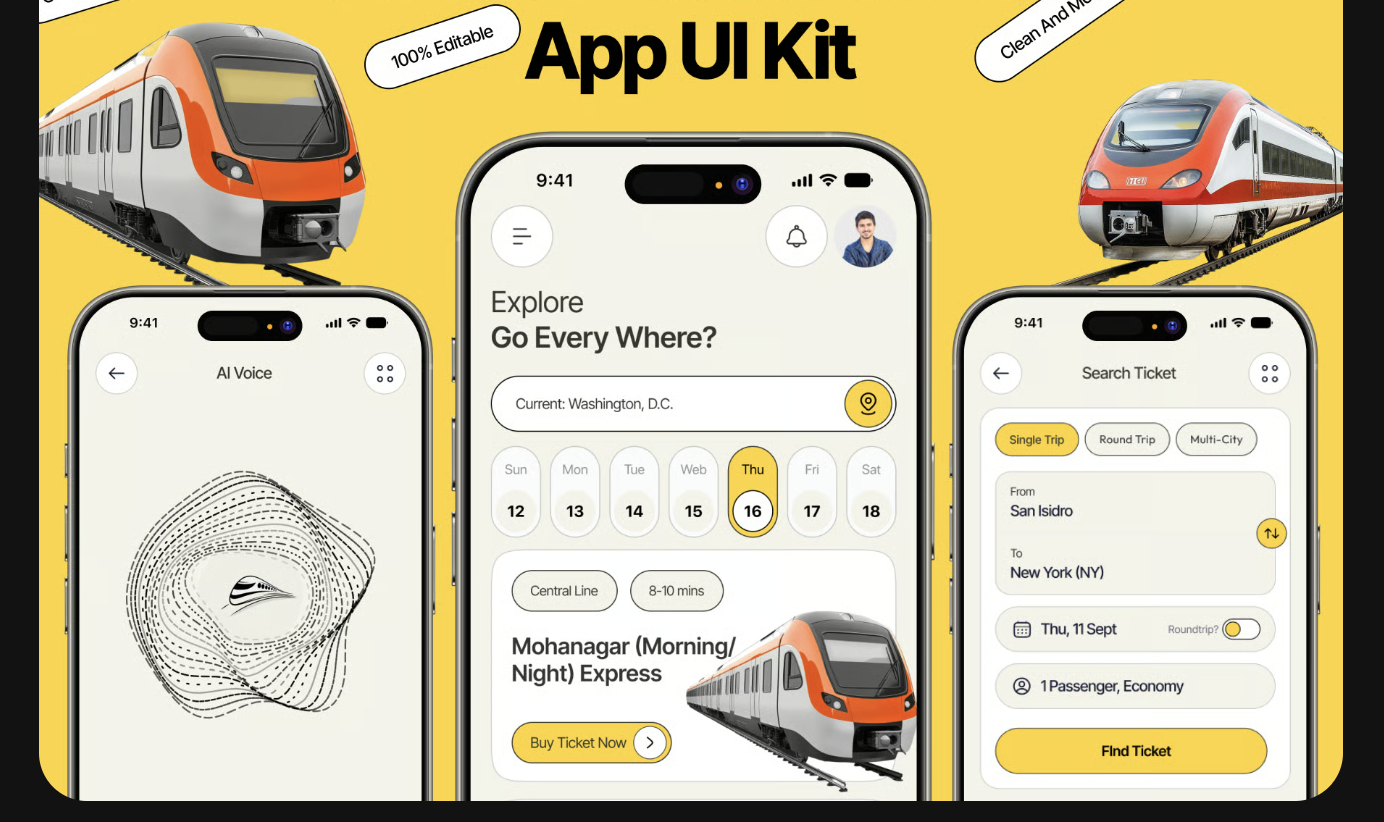 100% Editable
App UI Kit
Clean And
9:41
Explore
Go Every Where?
Current: Washington, D.C.
Sun Mon Tue Web Thu Fri Sat
12 13 14 15 16 17 18
Central Line
8-10 mins
Mohanagar (Morning/
Night) Express
Buy Ticket Now
9:41
AI Voice
9:41
Search Ticket
Single Trip
Round Trip
Multi-City
From
San Isidro
To
New York (NY)
Thu, 11 Sept
Roundtrip?
1 Passenger, Economy
FInd Ticket